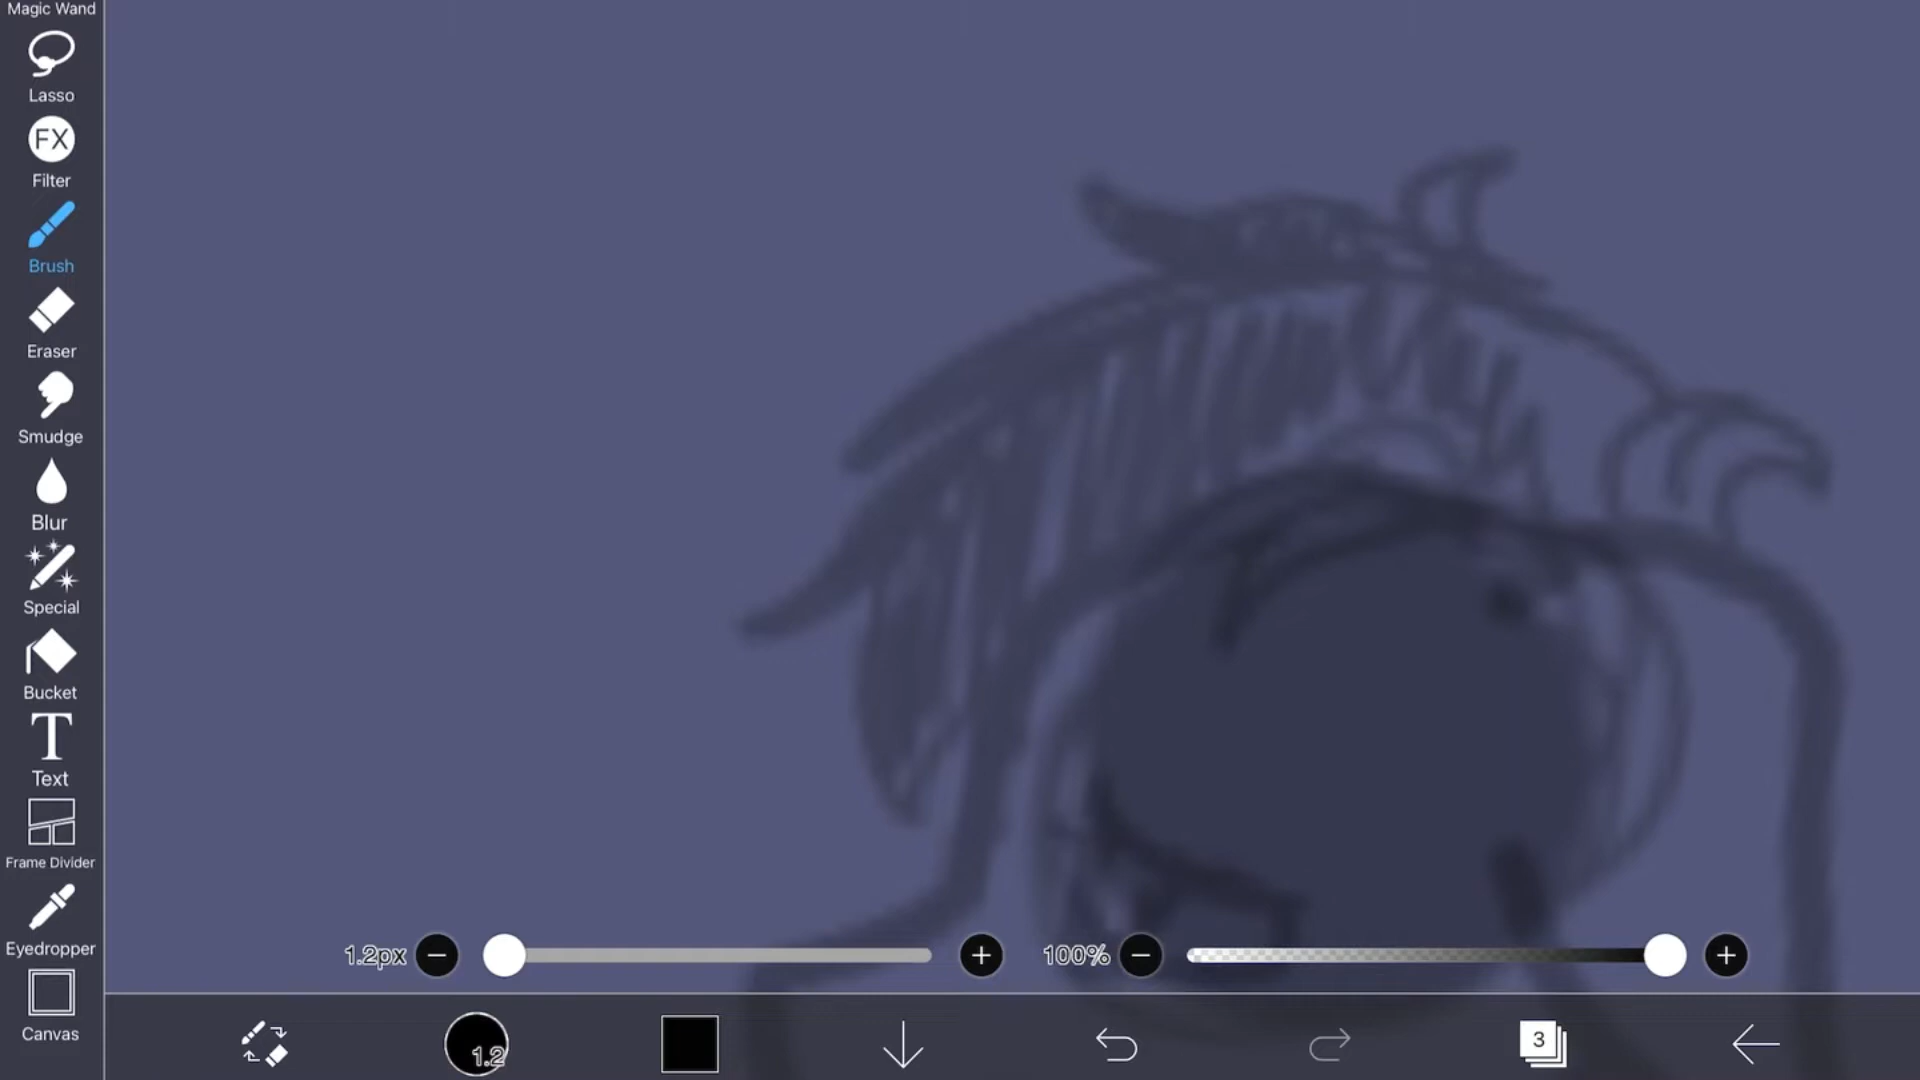 Magic Wand
Lasso
FX
Filter
Brush
Eraser
Smudge
Blur
Special
Bucket
T
Text
Frame Divider
Eyedropper
Canvas
1.2px
100%
1.2
3